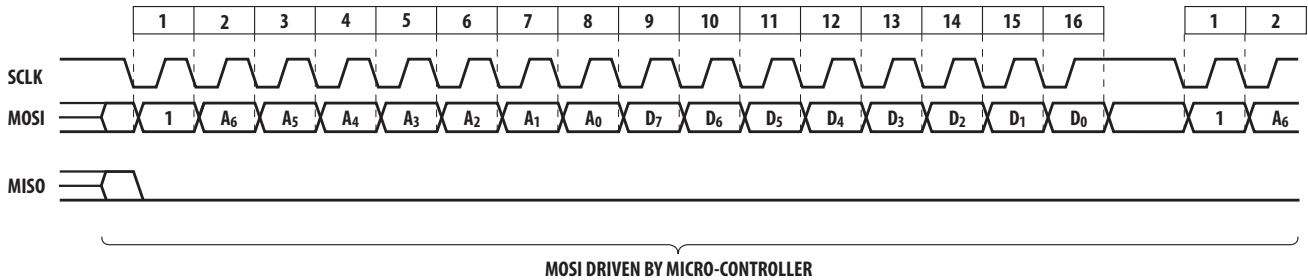 1 2 3 4 5 6 7 8 9 10 11 12 13 14 15 16 1 2
SCLK
MOSI 1 A6 A5 A4 A3 A2 A1 A0 D7 D6 D5 D4 D3 D2 D1 D0 1 A6
MISO
MOSI DRIVEN BY MICRO-CONTROLLER